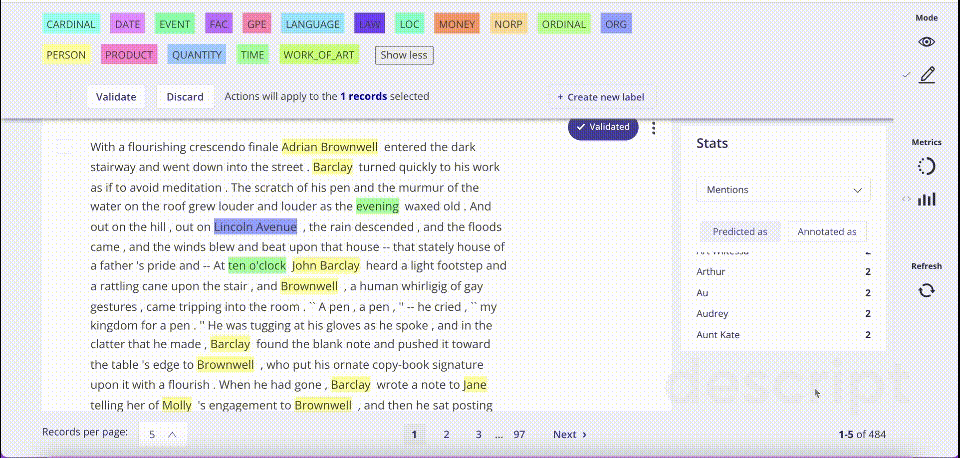 CARDINAL DATE EVENT FAC GPE LANGUAGE LAW LOC MONEY NORP ORDINAL ORG
PERSON PRODUCT QUANTITY TIME WORK_OF_ART Show less
Validate Discard Actions will apply to the 1 records selected + Create new label
Mode
Metrics
Refresh
Validated
With a flourishing crescendo finale Adrian Brownwell entered the dark
stairway and went down into the street . Barclay turned quickly to his work
as if to avoid meditation . The scratch of his pen and the murmur of the
water on the roof grew louder and louder as the evening waxed old . And
out on the hill , out on Lincoln Avenue , the rain descended , and the floods
came , and the winds blew and beat upon that house -- that stately house of
a father 's pride and -- At ten o'clock John Barclay heard a light footstep and
a rattling cane upon the stair , and Brownwell , a human whirligig of gay
gestures , came tripping into the room . `` A pen , a pen , '' -- he cried , `` my
kingdom for a pen . '' He was tugging at his gloves as he spoke , and in the
clatter that he made , Barclay found the blank note and pushed it toward
the table 's edge to Brownwell , who put his ornate copy-book signature
upon it with a flourish . When he had gone , Barclay wrote a note to Jane
telling her of Molly 's engagement to Brownwell , and then he sat posting
Stats
Mentions
Predicted as Annotated as
Arthur 2
Au 2
Audrey 2
Aunt Kate 2
descript
Records per page: 5
1 2 3 ... 97 Next
1-5 of 484